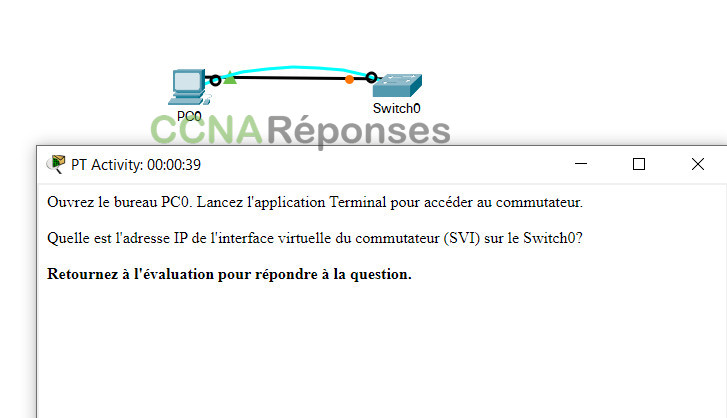 PC0
Switch0
CCNARéponses
PT Activity: 00:00:39
Ouvrez le bureau PC0. Lancez l'application Terminal pour accéder au commutateur.
Quelle est l'adresse IP de l'interface virtuelle du commutateur (SVI) sur le Switch0?
Retournez à l'évaluation pour répondre à la question.